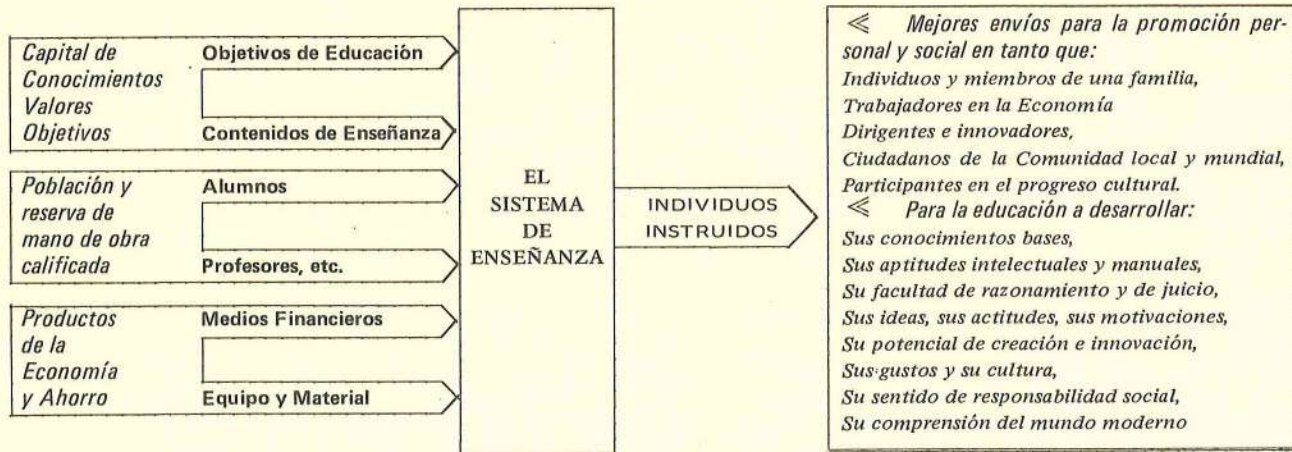 Capital de
Conocimientos
Valores
Objetivos
Objetivos de Educación
Contenidos de Enseñanza
Población y
reserva de
mano de obra
calificada
Alumnos
Profesores, etc.
Productos
de la
Economía
y Ahorro
Medios Financieros
Equipo y Material
EL
SISTEMA
DE
ENSEÑANZA
INDIVIDUOS
INSTRUIDOS
≪ Mejores envíos para la promoción per-
sonal y social en tanto que:
Individuos y miembros de una familia,
Trabajadores en la Economía
Dirigentes e innovadores,
Ciudadanos de la Comunidad local y mundial,
Participantes en el progreso cultural.
≪ Para la educación a desarrollar:
Sus conocimientos bases,
Sus aptitudes intelectuales y manuales,
Su facultad de razonamiento y de juicio,
Sus ideas, sus actitudes, sus motivaciones,
Su potencial de creación e innovación,
Sus gustos y su cultura,
Su sentido de responsabilidad social,
Su comprensión del mundo moderno